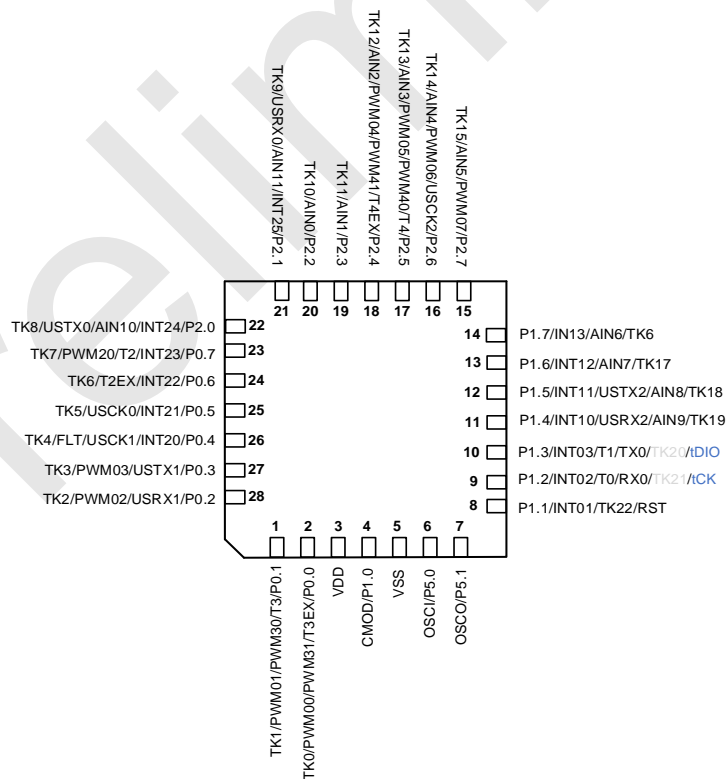 TK9/USRX0/AIN11/INT25/P2.1
TK10/AIN0/P2.2
TK11/AIN1/P2.3
TK12/AIN2/PWM04/PWM41/T4EX/P2.4
TK13/AIN3/PWM05/PWM40/T4/P2.5
TK14/AIN4/PWM06/USCK2/P2.6
TK15/AIN5/PWM07/P2.7
21 20 19 18 17 16 15
TK8/USTX0/AIN10/INT24/P2.0 22
TK7/PWM20/T2/INT23/P0.7 23
TK6/T2EX/INT22/P0.6 24
TK5/USCK0/INT21/P0.5 25
TK4/FLT/USCK1/INT20/P0.4 26
TK3/PWM03/USTX1/P0.3 27
TK2/PWM02/USRX1/P0.2 28
14 P1.7/IN13/AIN6/TK6
13 P1.6/INT12/AIN7/TK17
12 P1.5/INT11/USTX2/AIN8/TK18
11 P1.4/INT10/USRX2/AIN9/TK19
10 P1.3/INT03/T1/TX0/TK20/tDIO
9 P1.2/INT02/T0/RX0/TK21/tCK
8 P1.1/INT01/TK22/RST
1 2 3 4 5 6 7
TK1/PWM01/PWM30/T3/P0.1
TK0/PWM00/PWM31/T3EX/P0.0
VDD
CMOD/P1.0
VSS
OSCI/P5.0
OSCO/P5.1